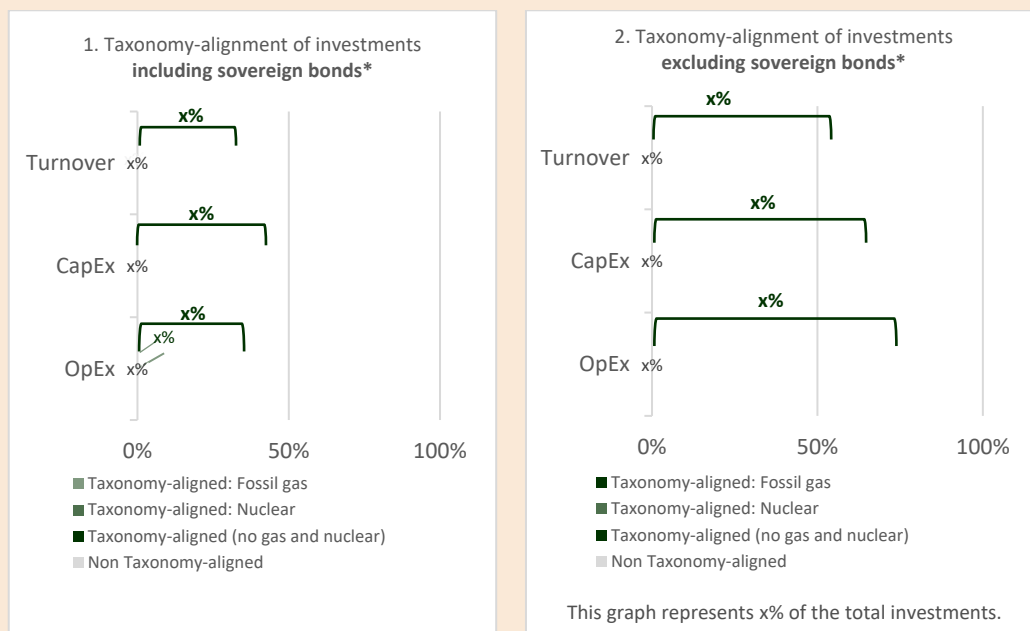 1. Taxonomy-alignment of investments
including sovereign bonds*
x%
Turnover x%
x%
CapEx x%
x%
x%
OpEx x%
0% 50% 100%
Taxonomy-aligned: Fossil gas
Taxonomy-aligned: Nuclear
Taxonomy-aligned (no gas and nuclear)
Non Taxonomy-aligned
2. Taxonomy-alignment of investments
excluding sovereign bonds*
x%
Turnover x%
x%
CapEx x%
x%
OpEx x%
0% 50% 100%
Taxonomy-aligned: Fossil gas
Taxonomy-aligned: Nuclear
Taxonomy-aligned (no gas and nuclear)
Non Taxonomy-aligned
This graph represents x% of the total investments.